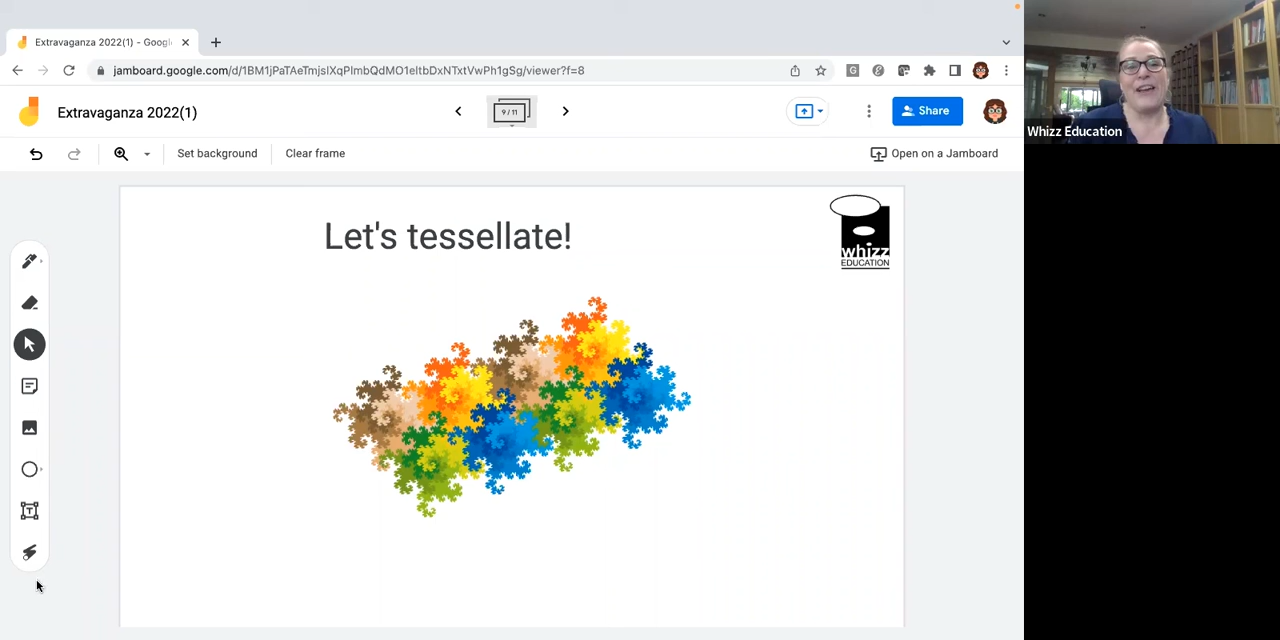 Extravaganza 2022(1) - Googl
jamboard.google.com/d/1BM1jPaTAeTmjsIXqPImbQdMO1eltbDxNTxtVwPh1gSg/viewer?f=8
Extravaganza 2022(1)
9 / 11
Share
Set background
Clear frame
Open on a Jamboard
Let's tessellate!
whizz
EDUCATION
Whizz Education